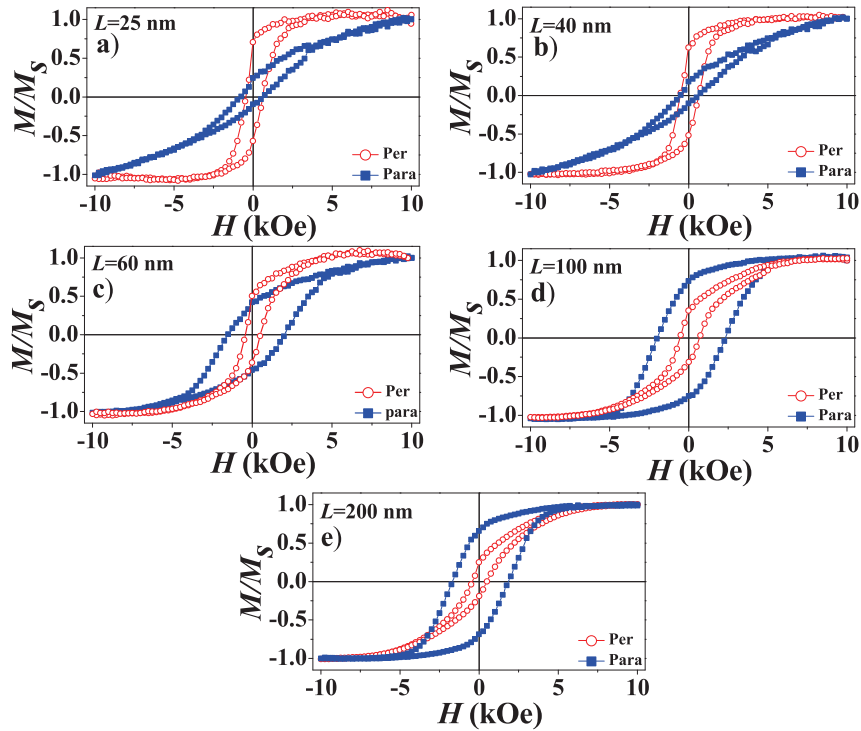 L=25 nm
a)
1.0
0.5
0.0
-0.5
-1.0
M/M_S
Per
Para
-10 -5 0 5 10
H (kOe)
L=40 nm
b)
1.0
0.5
0.0
-0.5
-1.0
M/M_S
Per
Para
-10 -5 0 5 10
H (kOe)
L=60 nm
c)
1.0
0.5
0.0
-0.5
-1.0
M/M_S
Per
para
-10 -5 0 5 10
H (kOe)
L=100 nm
d)
1.0
0.5
0.0
-0.5
-1.0
M/M_S
Per
Para
-10 -5 0 5 10
H (kOe)
L=200 nm
e)
1.0
0.5
0.0
-0.5
-1.0
M/M_S
Per
Para
-10 -5 0 5 10
H (kOe)